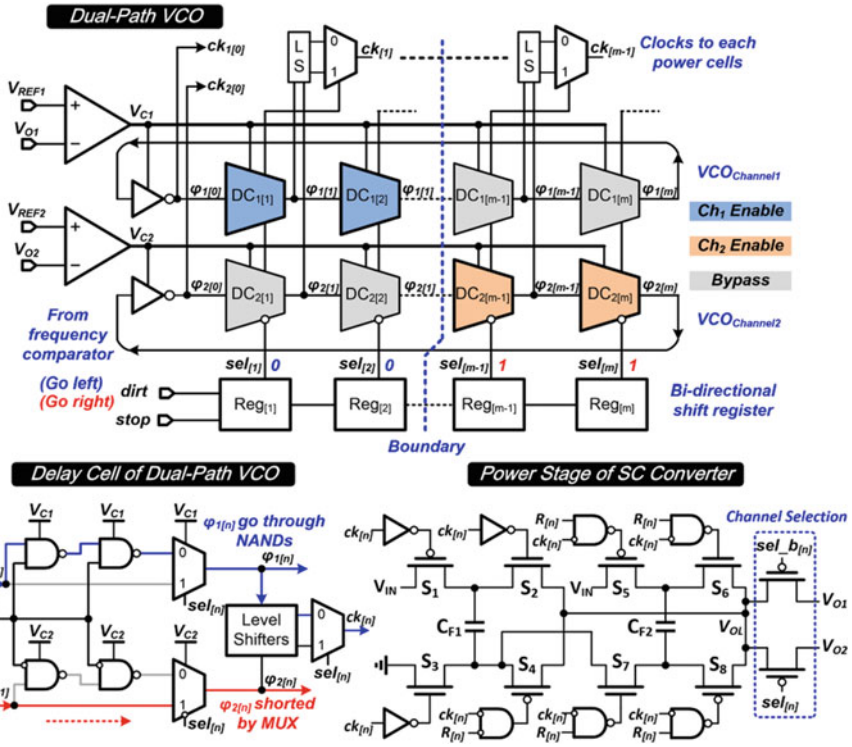 Dual-Path VCO
ck1[0]
ck2[0]
L
S
0
1
ck[1]
L
S
0
1
ck[m-1]
Clocks to each
power cells
VREF1
VO1
+
−
VC1
φ1[0]
DC1[1]
φ1[1]
DC1[2]
φ1[1]
DC1[m-1]
φ1[m-1]
DC1[m]
φ1[m]
VCOChannel1
Ch1 Enable
Ch2 Enable
Bypass
VREF2
VO2
+
−
VC2
φ2[0]
DC2[1]
φ2[1]
DC2[2]
φ2[1]
DC2[m-1]
φ2[m-1]
DC2[m]
φ2[m]
VCOChannel2
From
frequency
comparator
(Go left)
(Go right)
dirt
stop
sel[1] 0
sel[2] 0
sel[m-1] 1
sel[m] 1
Reg[1]
Reg[2]
Reg[m-1]
Reg[m]
Bi-directional
shift register
Boundary
Delay Cell of Dual-Path VCO
VC1
VC1
VC1
0
1
φ1[n] go through
NANDs
φ1[n]
sel[n]
Level
Shifters
ck[n]
sel[n]
VC2
VC2
VC2
0
1
]
1]
φ2[n]
sel[n]
φ2[n] shorted
by MUX
Power Stage of SC Converter
ck[n]
ck[n]
R[n]
ck[n]
R[n]
ck[n]
Channel Selection
sel_b[n]
VIN
S1
S2
VIN
S5
S6
VO1
CF1
CF2
VOL
VO2
S3
S4
S7
S8
sel[n]
ck[n]
ck[n]
R[n]
ck[n]
R[n]
ck[n]
R[n]